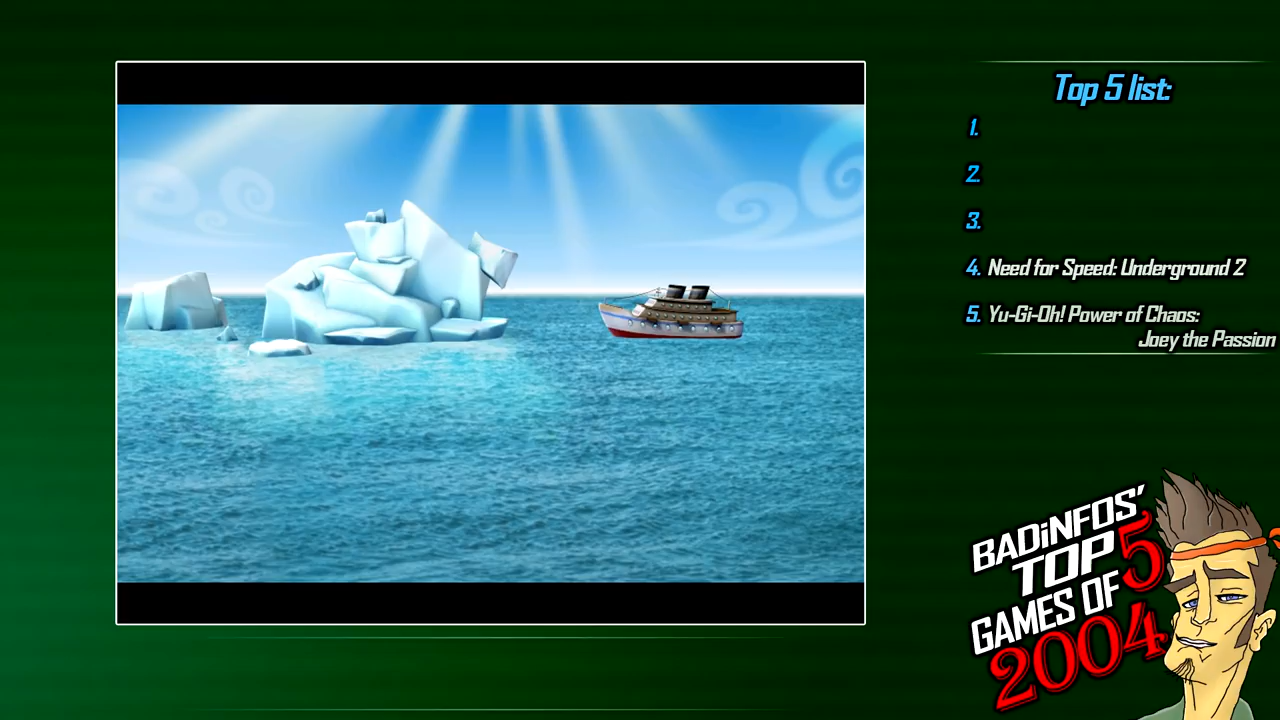 Top 5 list:
1.
2.
3.
4. Need for Speed: Underground 2
5. Yu-Gi-Oh! Power of Chaos:
Joey the Passion
BADiNFOS'
TOP 5
GAMES OF
2004